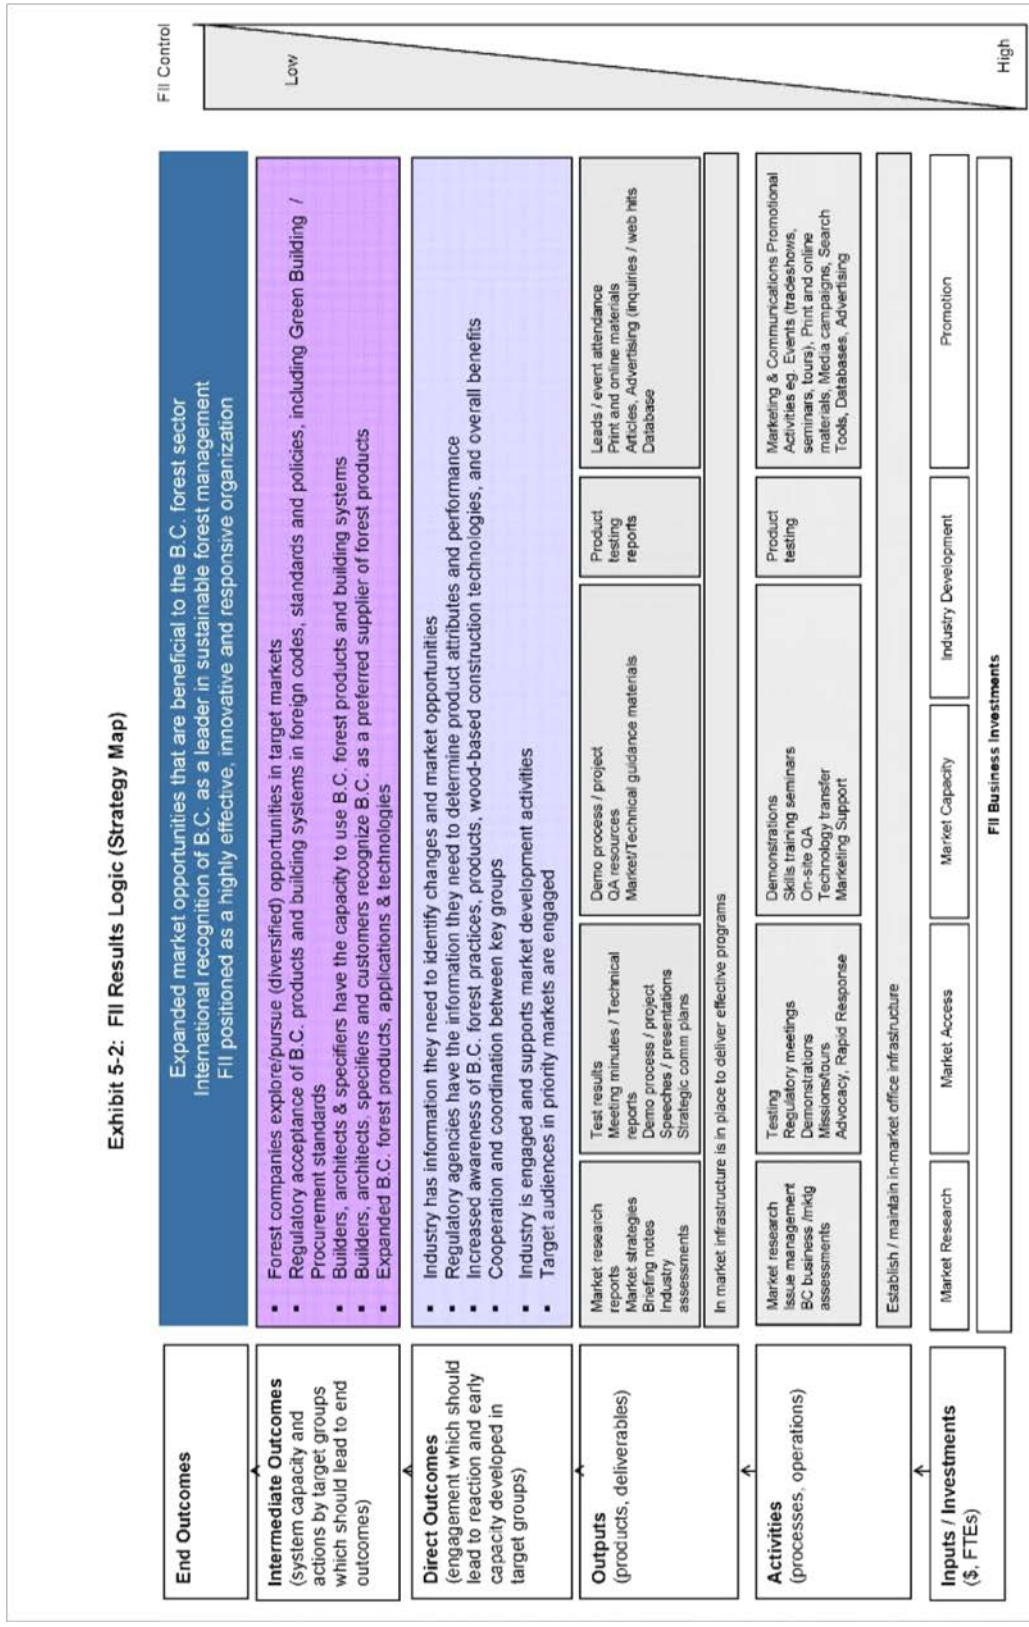 Exhibit 5-2: FII Results Logic (Strategy Map)
FII Control
End Outcomes
Expanded market opportunities that are beneficial to the B.C. forest sector
International recognition of B.C. as a leader in sustainable forest management
FII positioned as a highly effective, innovative and responsive organization
Low
Intermediate Outcomes
(system capacity and
actions by target groups
which should lead to end
outcomes)
▪ Forest companies explore/pursue (diversified) opportunities in target markets
▪ Regulatory acceptance of B.C. products and building systems in foreign codes, standards and policies, including Green Building /
Procurement standards
▪ Builders, architects & specifiers have the capacity to use B.C. forest products and building systems
▪ Builders, architects, specifiers and customers recognize B.C. as a preferred supplier of forest products
▪ Expanded B.C. forest products, applications & technologies
Direct Outcomes
(engagement which should
lead to reaction and early
capacity developed in
target groups)
▪ Industry has information they need to identify changes and market opportunities
▪ Regulatory agencies have the information they need to determine product attributes and performance
▪ Increased awareness of B.C. forest practices, products, wood-based construction technologies, and overall benefits
▪ Cooperation and coordination between key groups
▪ Industry is engaged and supports market development activities
▪ Target audiences in priority markets are engaged
Outputs
(products, deliverables)
Market research
reports
Market strategies
Briefing notes
Industry
assessments
Test results
Meeting minutes / Technical
reports
Demo process / project
Speeches / presentations
Strategic comm plans
Demo process / project
QA resources
Market/Technical guidance materials
Product
testing
reports
Leads / event attendance
Print and online materials
Articles, Advertising (inquiries / web hits
Database
In market infrastructure is in place to deliver effective programs
Activities
(processes, operations)
Market research
Issue management
BC business /mktg
assessments
Testing
Regulatory meetings
Demonstrations
Missions/tours
Advocacy, Rapid Response
Demonstrations
Skills training seminars
On-site QA
Technology transfer
Marketing Support
Product
testing
Marketing & Communications Promotional
Activities eg. Events (tradeshows,
seminars, tours), Print and online
materials, Media campaigns, Search
Tools, Databases, Advertising
Establish / maintain in-market office infrastructure
Inputs / Investments
($, FTEs)
Market Research
Market Access
Market Capacity
Industry Development
Promotion
FII Business Investments
High